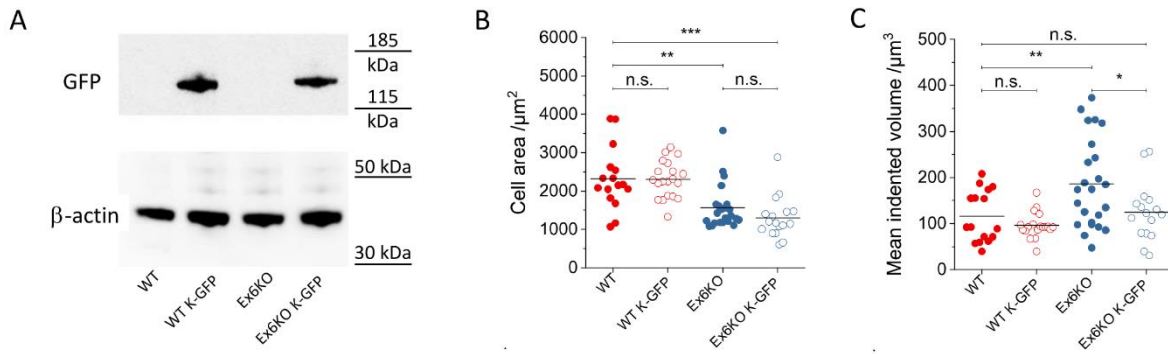 A
GFP
185
kDa
115
kDa
β-actin
50 kDa
30 kDa
WT
WT K-GFP
Ex6KO
Ex6KO K-GFP
B
Cell area /µm²
6000
5000
4000
3000
2000
1000
0
***
**
n.s.
n.s.
WT
WT K-GFP
Ex6KO
Ex6KO K-GFP
C
Mean indented volume /µm³
500
400
300
200
100
0
n.s.
**
n.s.
*
WT
WT K-GFP
Ex6KO
Ex6KO K-GFP